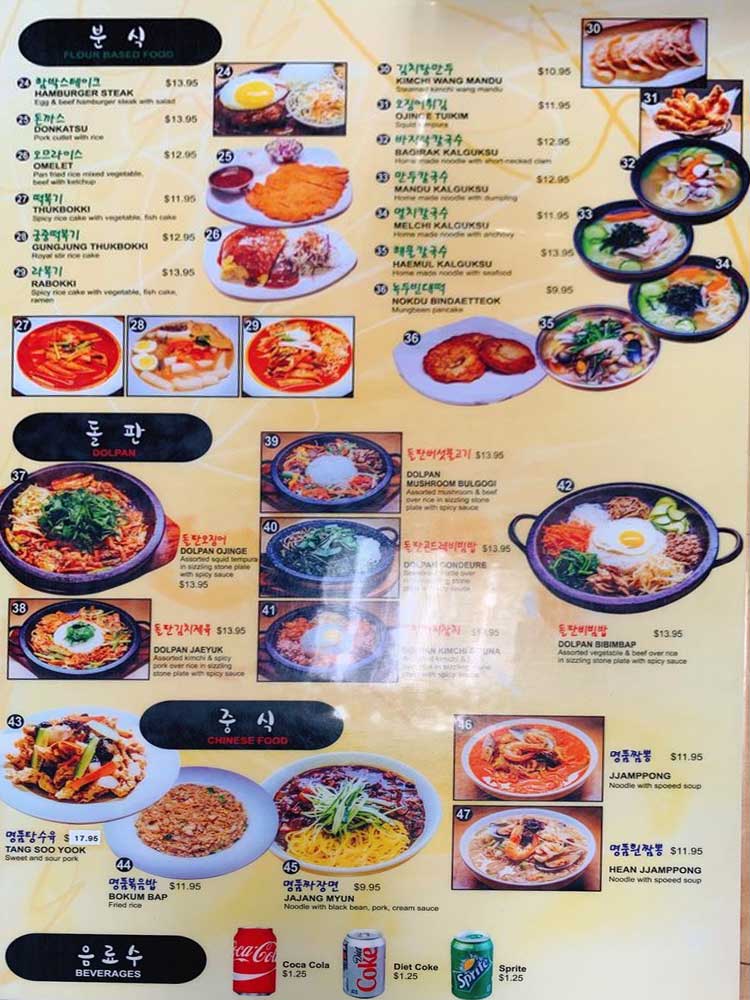 분식
FLOUR BASED FOOD
24 함박스테이크 $13.95
HAMBURGER STEAK
Egg & beef hamburger steak with salad
25 돈까스 $13.95
DONKATSU
Pork cutlet with rice
26 오므라이스 $12.95
OMELET
Pan fried rice mixed vegetable,
beef with ketchup
27 떡볶기 $11.95
THUKBOKKI
Spicy rice cake with vegetable, fish cake
28 궁중떡볶기 $12.95
GUNGJUNG THUKBOKKI
Royal stir rice cake
29 라볶기 $13.95
RABOKKI
Spicy rice cake with vegetable, fish cake,
ramen
24
25
26
27
28
29
30 김치왕만두 $10.95
KIMCHI WANG MANDU
Steamed kimchi wang mandu
31 오징어튀김 $11.95
OJINGE TUIKIM
Squid tempura
32 바지락칼국수 $12.95
BAGIRAK KALGUKSU
Home made noodle with short necked clam
33 만두칼국수 $12.95
MANDU KALGUKSU
Home made noodle with dumpling
34 멸치칼국수 $11.95
MELCHI KALGUKSU
Home made noodle with anchovy
35 해물칼국수 $13.95
HAEMUL KALGUKSU
Home made noodle with seafood
36 녹두빈대떡 $9.95
NOKDU BINDAETTEOK
Mungbean pancake
30
31
32
33
34
35
36
돌판
DOLPAN
37
돌판오징어
DOLPAN OJINGE
Assorted squid tempura
in sizzling stone plate
with spicy sauce
$13.95
38
돌판김치제육 $13.95
DOLPAN JAEYUK
Assorted kimchi & spicy
pork over rice in sizzling
stone plate with spicy sauce
39
돌판버섯불고기 $13.95
DOLPAN
MUSHROOM BULGOGI
Assorted mushroom & beef
over rice in sizzling stone
plate with spicy sauce
40
돌판곤드레비빔밥 $13.95
DOLPAN GONDEURE
over
stone
spicy sauce
41
KIMCHI
kimchi &
rice in sizzling stone
with spicy sauce
42
돌판비빔밥 $13.95
DOLPAN BIBIMBAP
Assorted vegetable & beef over rice
in sizzling stone plate with spicy sauce
중식
CHINESE FOOD
43
명품탕수육 $17.95
TANG SOO YOOK
Sweet and sour pork
44
명품볶음밥 $11.95
BOKUM BAP
Fried rice
45
명품짜장면 $9.95
JAJANG MYUN
Noodle with black bean, pork, cream sauce
46
명품짬뽕 $11.95
JJAMPPONG
Noodle with spoeed soup
47
명품흰짬뽕 $11.95
HEAN JJAMPPONG
Noodle with spoeed soup
음료수
BEVERAGES
Coca-Cola
Coca Cola
$1.25
Diet Coke
Diet Coke
$1.25
Sprite
Sprite
$1.25